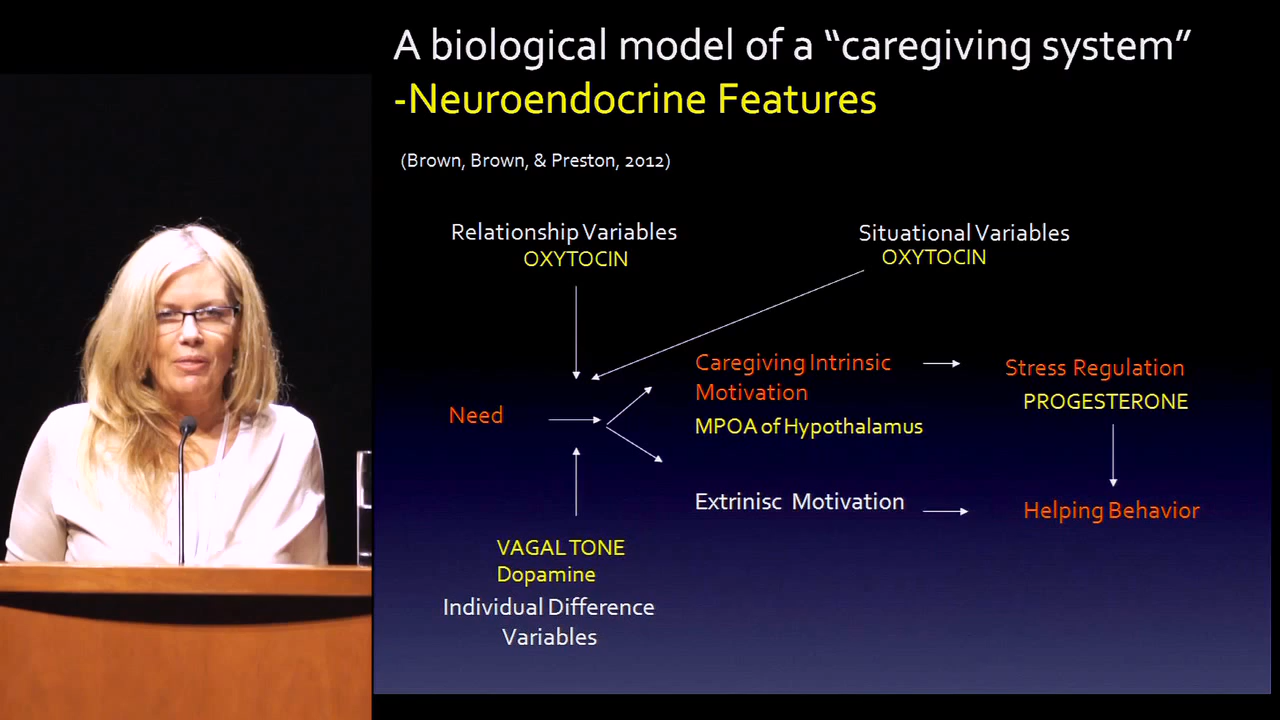 A biological model of a “caregiving system”
-Neuroendocrine Features
(Brown, Brown, & Preston, 2012)
Relationship Variables
OXYTOCIN
Situational Variables
OXYTOCIN
Need
Caregiving Intrinsic
Motivation
MPOA of Hypothalamus
Stress Regulation
PROGESTERONE
Extrinisc Motivation
Helping Behavior
VAGAL TONE
Dopamine
Individual Difference
Variables